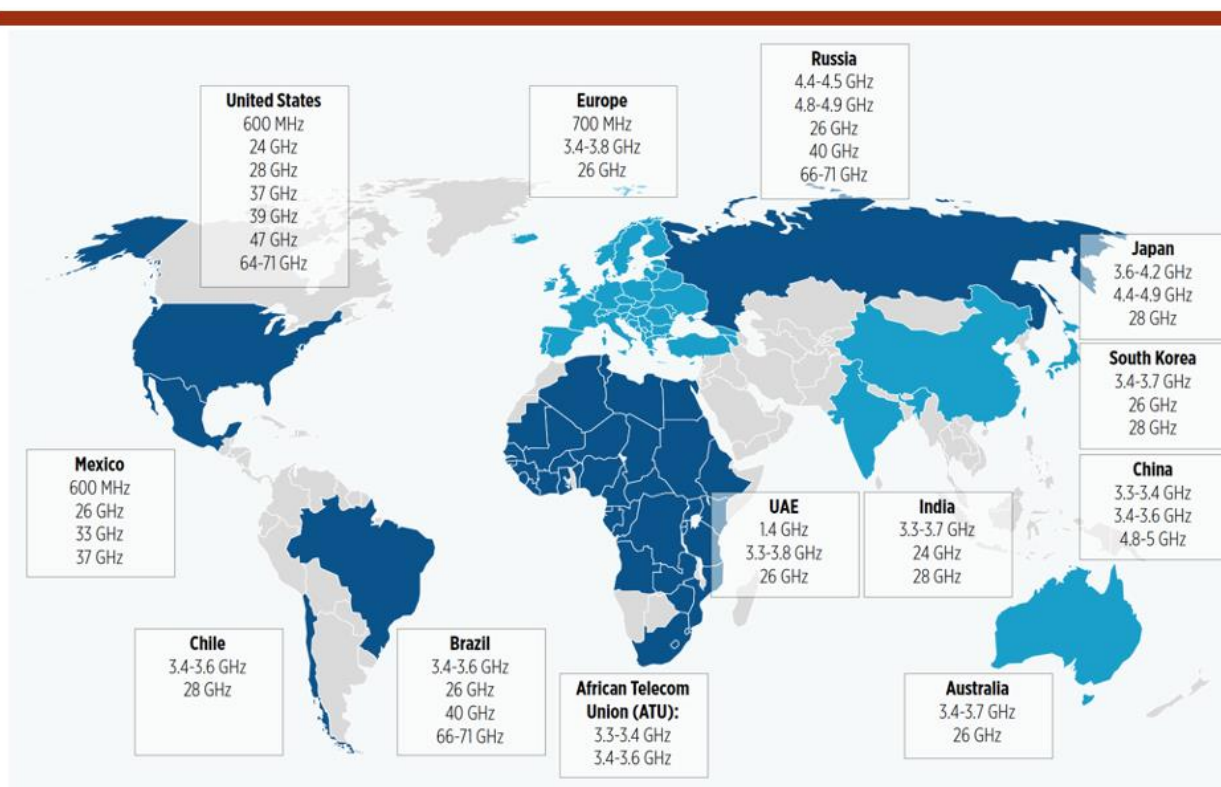 United States
600 MHz
24 GHz
28 GHz
37 GHz
39 GHz
47 GHz
64-71 GHz
Europe
700 MHz
3.4-3.8 GHz
26 GHz
Russia
4.4-4.5 GHz
4.8-4.9 GHz
26 GHz
40 GHz
66-71 GHz
Japan
3.6-4.2 GHz
4.4-4.9 GHz
28 GHz
South Korea
3.4-3.7 GHz
26 GHz
28 GHz
Mexico
600 MHz
26 GHz
33 GHz
37 GHz
UAE
1.4 GHz
3.3-3.8 GHz
26 GHz
India
3.3-3.7 GHz
24 GHz
28 GHz
China
3.3-3.4 GHz
3.4-3.6 GHz
4.8-5 GHz
Chile
3.4-3.6 GHz
28 GHz
Brazil
3.4-3.6 GHz
26 GHz
40 GHz
66-71 GHz
African Telecom
Union (ATU):
3.3-3.4 GHz
3.4-3.6 GHz
Australia
3.4-3.7 GHz
26 GHz